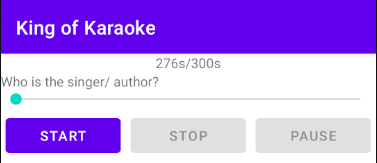 King of Karaoke
276s/300s
Who is the singer/ author?
START STOP PAUSE